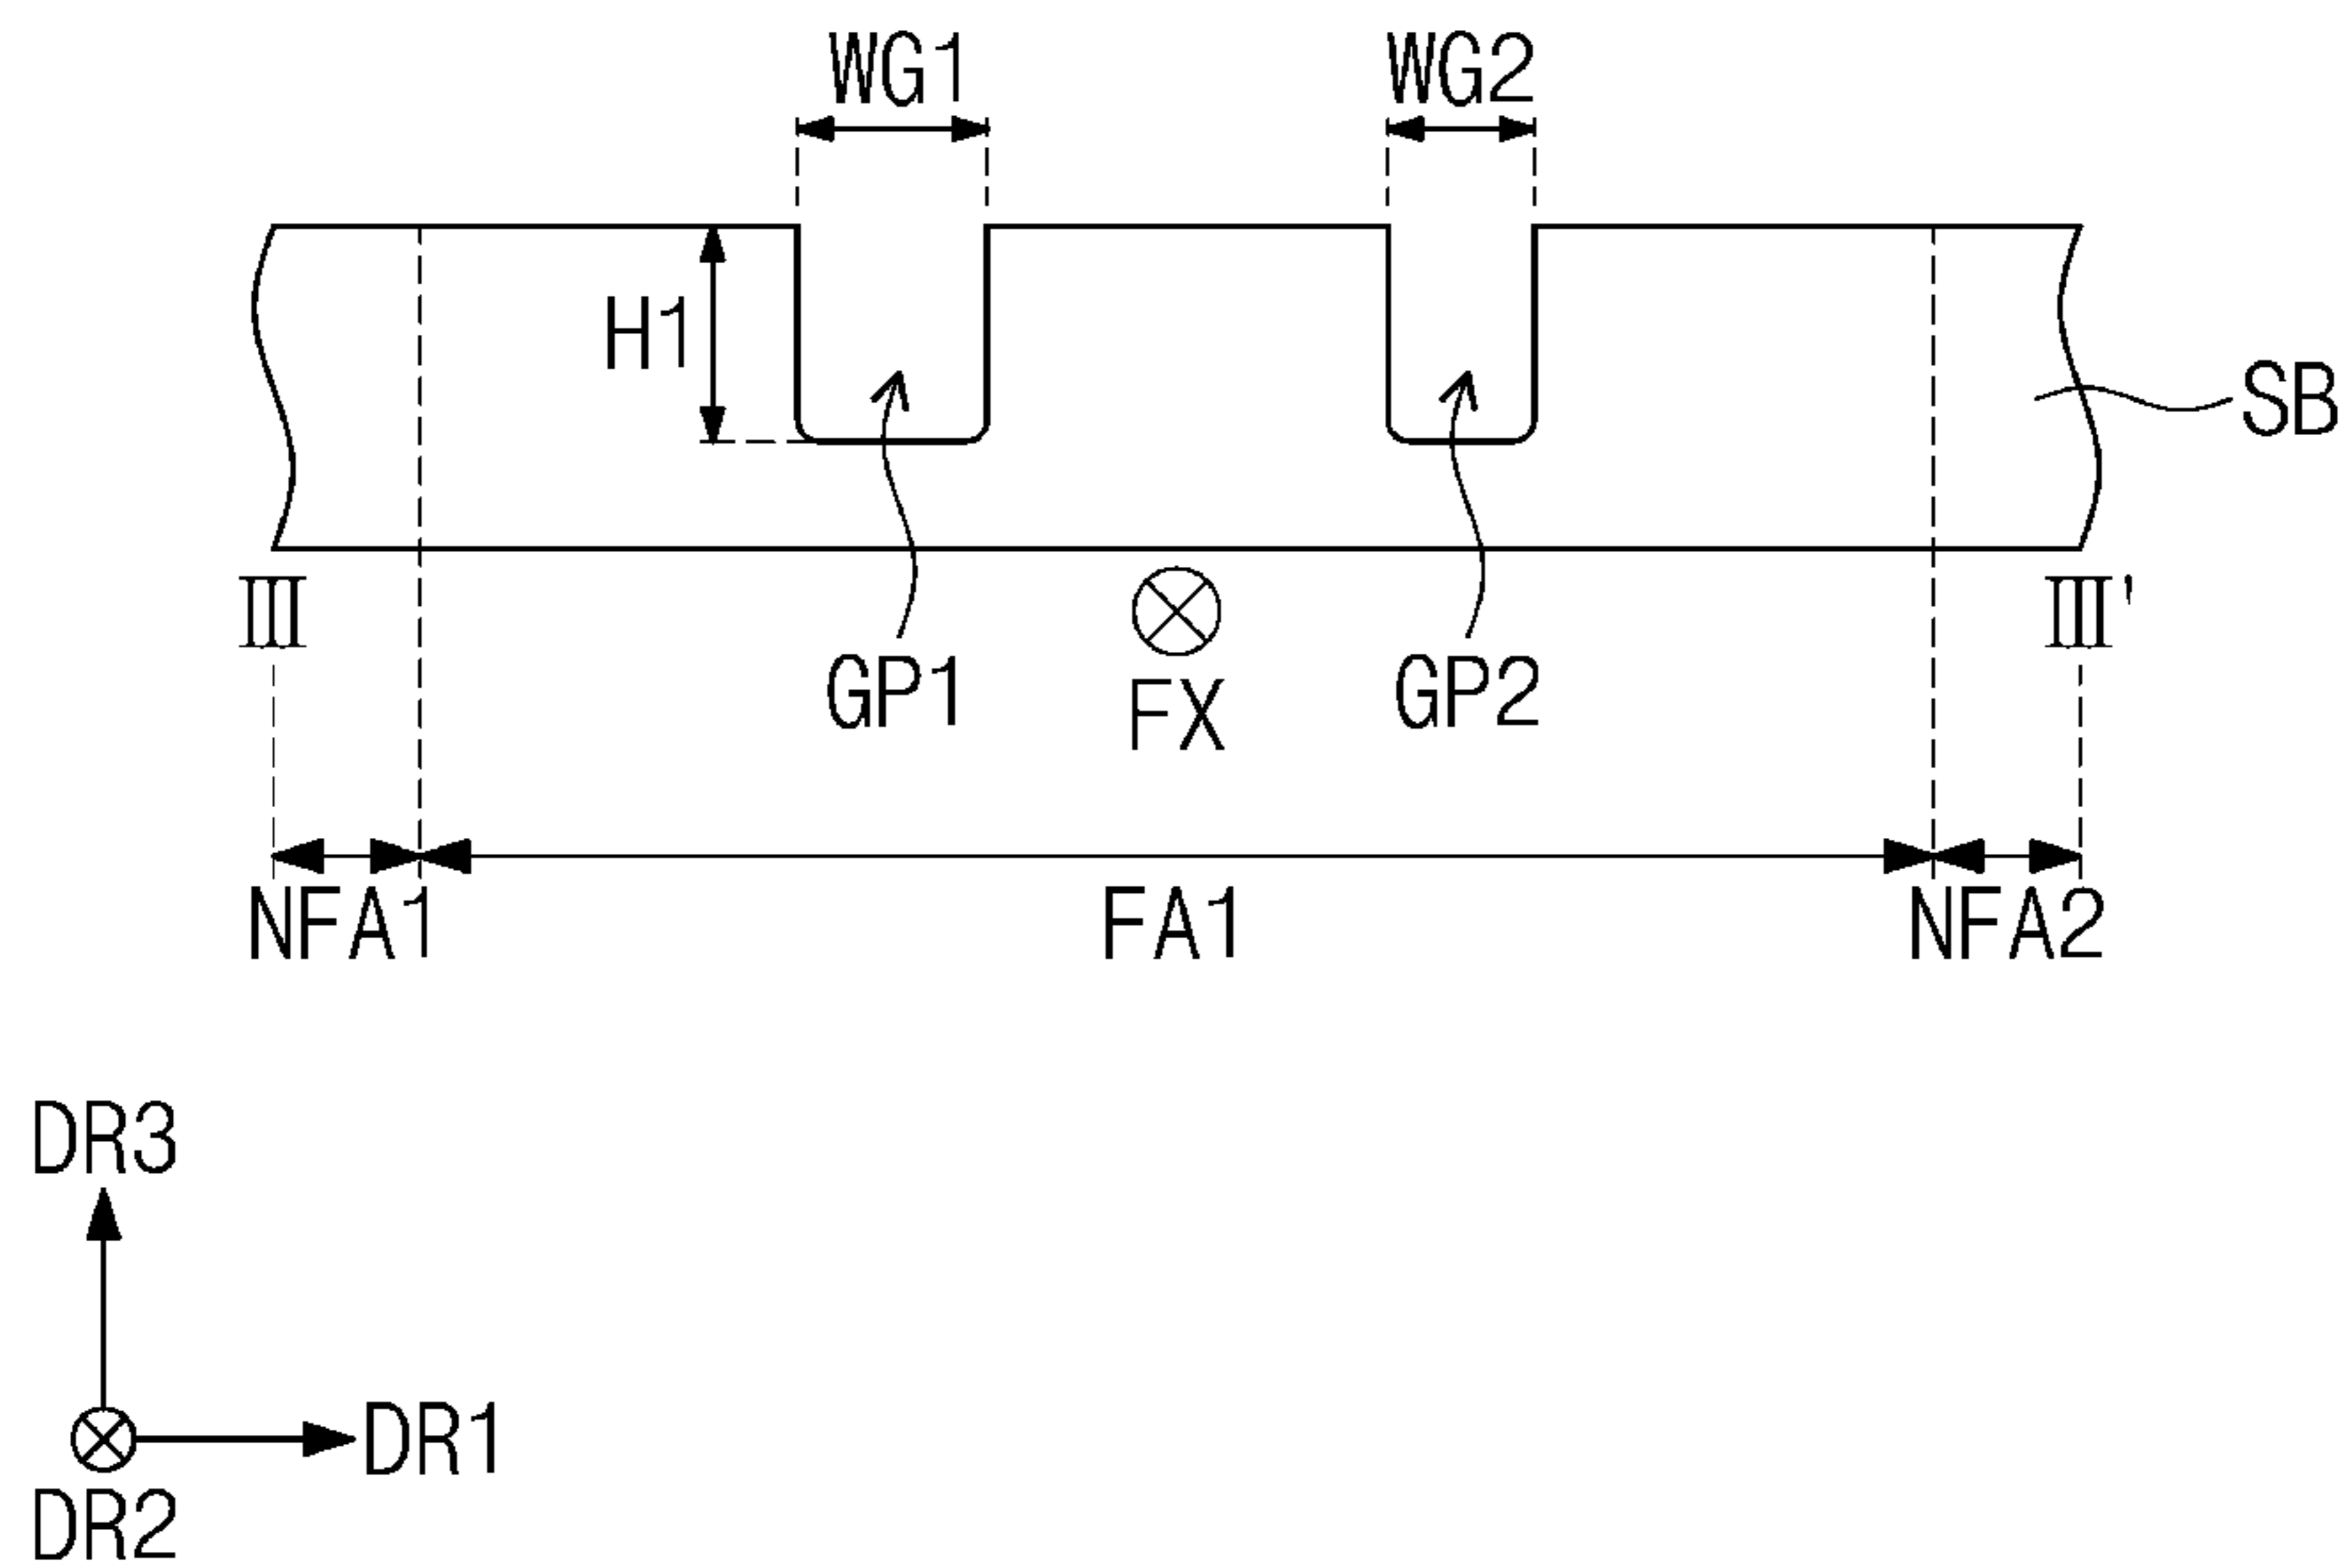 WG1 WG2
H1
SB
Ⅲ Ⅲ'
GP1 FX GP2
NFA1 FA1 NFA2
DR3
DR1
DR2